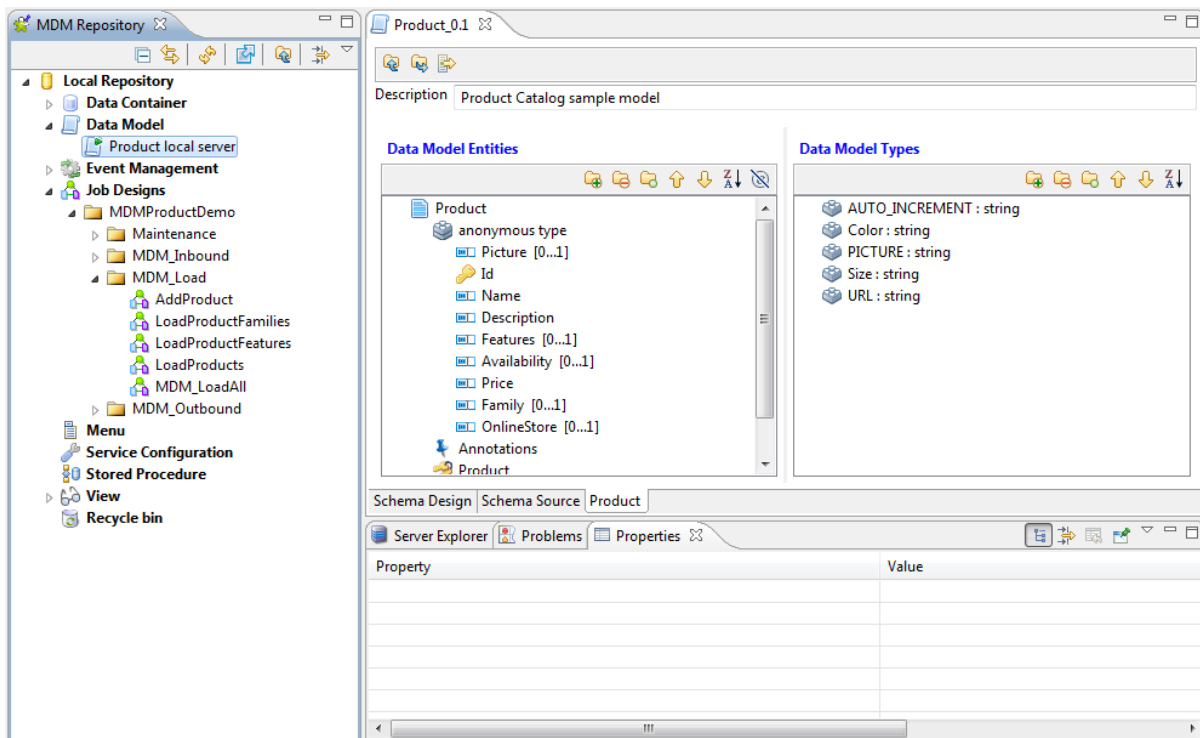 MDM Repository
Local Repository
Data Container
Data Model
Product local server
Event Management
Job Designs
MDMProductDemo
Maintenance
MDM_Inbound
MDM_Load
AddProduct
LoadProductFamilies
LoadProductFeatures
LoadProducts
MDM_LoadAll
MDM_Outbound
Menu
Service Configuration
Stored Procedure
View
Recycle bin
Product_0.1
Description Product Catalog sample model
Data Model Entities
Product
anonymous type
Picture [0...1]
Id
Name
Description
Features [0...1]
Availability [0...1]
Price
Family [0...1]
OnlineStore [0...1]
Annotations
Product
Data Model Types
AUTO_INCREMENT : string
Color : string
PICTURE : string
Size : string
URL : string
Schema Design Schema Source Product
Server Explorer Problems Properties
Property Value